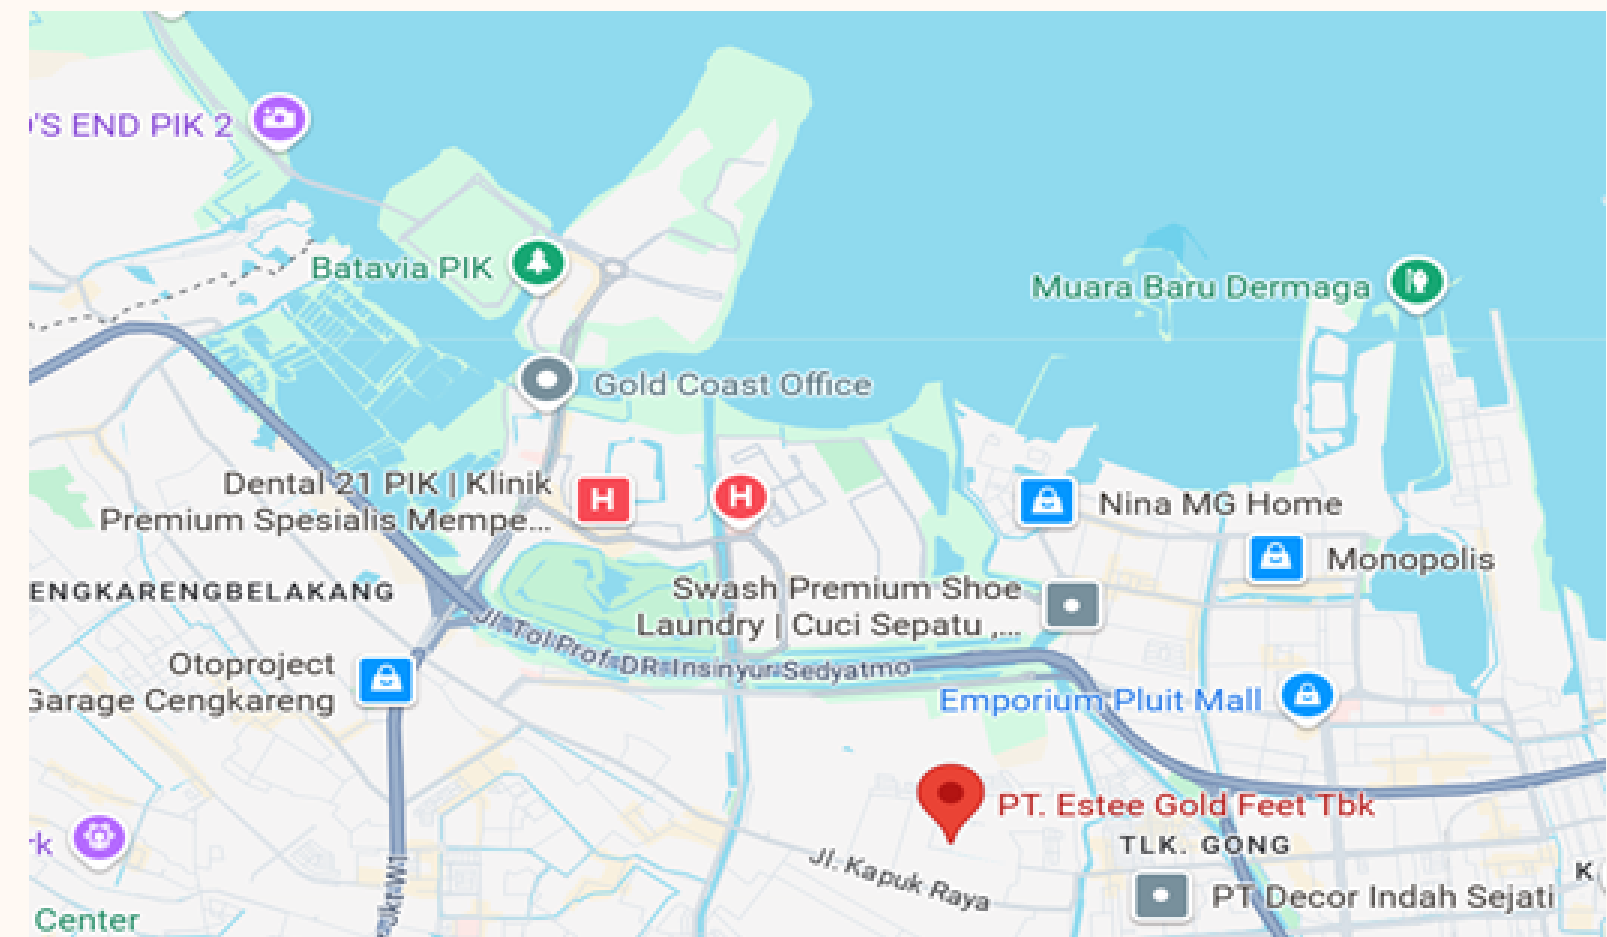 'S END PIK 2
Batavia PIK
Muara Baru Dermaga
Gold Coast Office
Dental 21 PIK | Klinik
Premium Spesialis Mempe...
H
H
Nina MG Home
Monopolis
ENGKARENGBELAKANG
Swash Premium Shoe
Laundry | Cuci Sepatu ,...
Jl. Tol Prof. DR. Insinyur Sedyatmo
Otoproject
Garage Cengkareng
Emporium Pluit Mall
PT. Estee Gold Feet Tbk
rk
TLK. GONG
Jl. Kapuk Raya
K
PT Decor Indah Sejati
Center